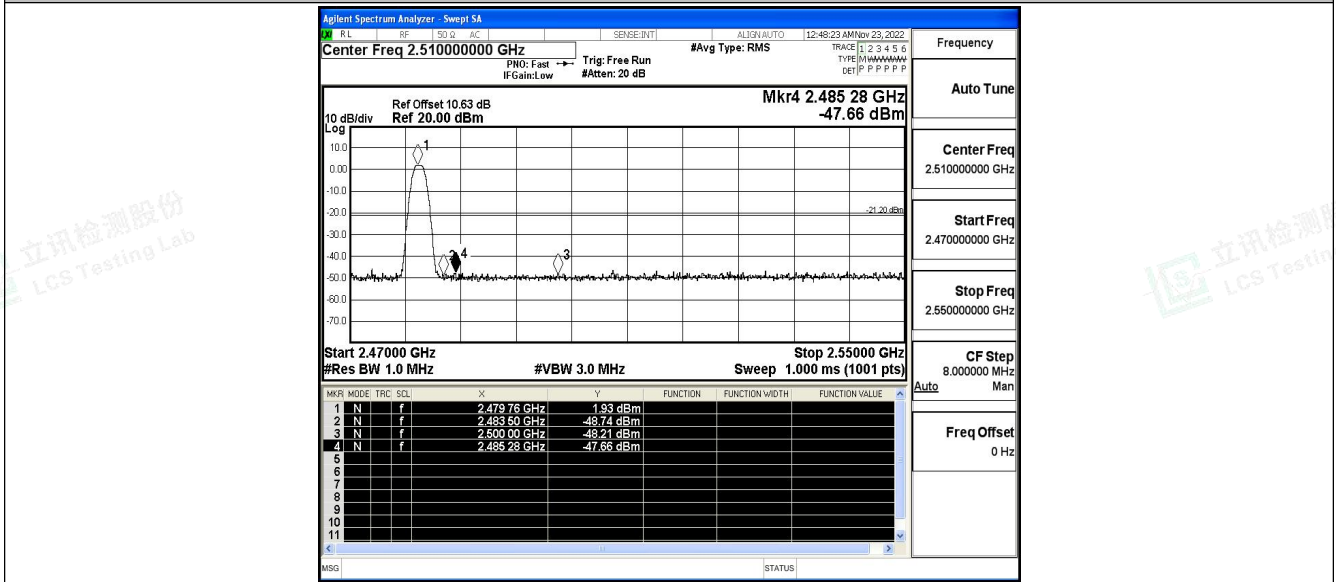 Agilent Spectrum Analyzer - Swept SA
LXI RL RF 50 Ω AC SENSE:INT ALIGN AUTO 12:48:23 AM Nov 23, 2022
Center Freq 2.510000000 GHz #Avg Type: RMS TRACE 1 2 3 4 5 6
PNO: Fast Trig: Free Run TYPE M WWWWW
IFGain:Low #Atten: 20 dB DET P P P P P P
Frequency
Auto Tune
Mkr4 2.485 28 GHz
-47.66 dBm
Ref Offset 10.63 dB
10 dB/div Ref 20.00 dBm
Log
10.0
0.00
-10.0
-20.0
-30.0
-40.0
-50.0
-60.0
-70.0
1
2 4
3
-21.20 dBm
Start 2.47000 GHz Stop 2.55000 GHz
#Res BW 1.0 MHz #VBW 3.0 MHz Sweep 1.000 ms (1001 pts)
Center Freq
2.510000000 GHz
Start Freq
2.470000000 GHz
Stop Freq
2.550000000 GHz
CF Step
8.000000 MHz
Auto Man
Freq Offset
0 Hz
MKR MODE TRC SCL X Y FUNCTION FUNCTION WIDTH FUNCTION VALUE
1 N f 2.479 76 GHz 1.93 dBm
2 N f 2.483 50 GHz -48.74 dBm
3 N f 2.500 00 GHz -48.21 dBm
4 N f 2.485 28 GHz -47.66 dBm
5
6
7
8
9
10
11
MSG STATUS
立讯检测股份
LCS Testing Lab
立讯检测股
LCS Testin